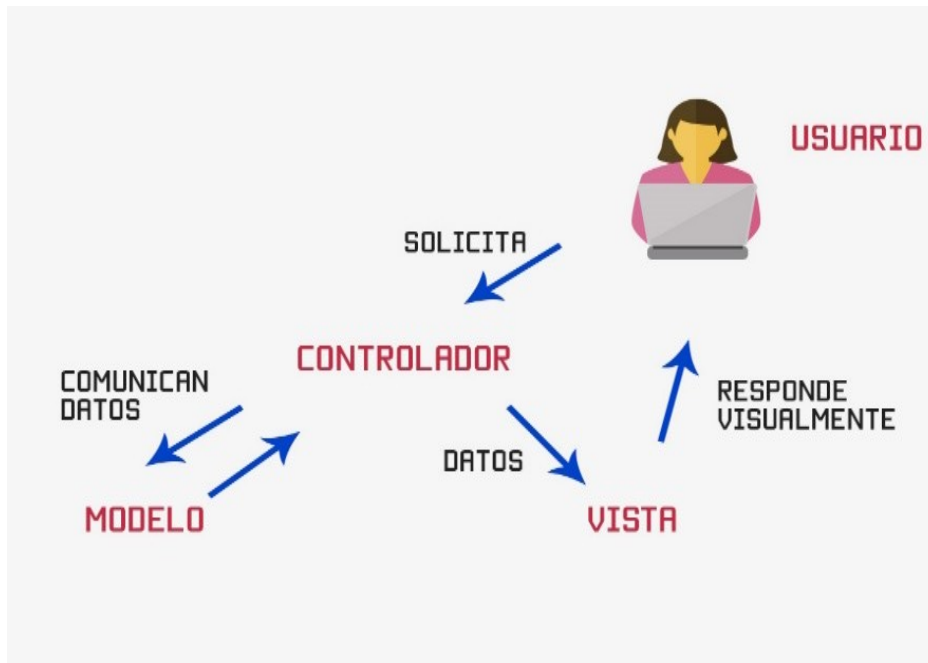 USUARIO
SOLICITA
CONTROLADOR
COMUNICAN
DATOS
RESPONDE
VISUALMENTE
DATOS
MODELO
VISTA